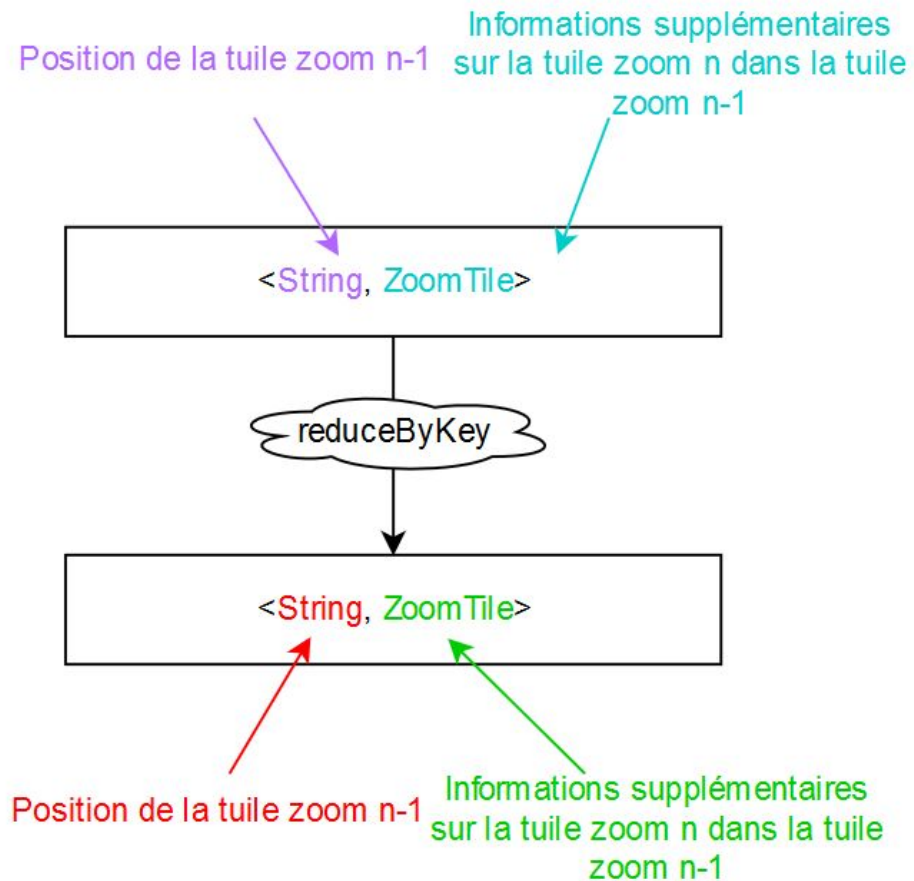 Position de la tuile zoom n-1
Informations supplémentaires
sur la tuile zoom n dans la tuile
zoom n-1
<String, ZoomTile>
reduceByKey
<String, ZoomTile>
Position de la tuile zoom n-1
Informations supplémentaires
sur la tuile zoom n dans la tuile
zoom n-1